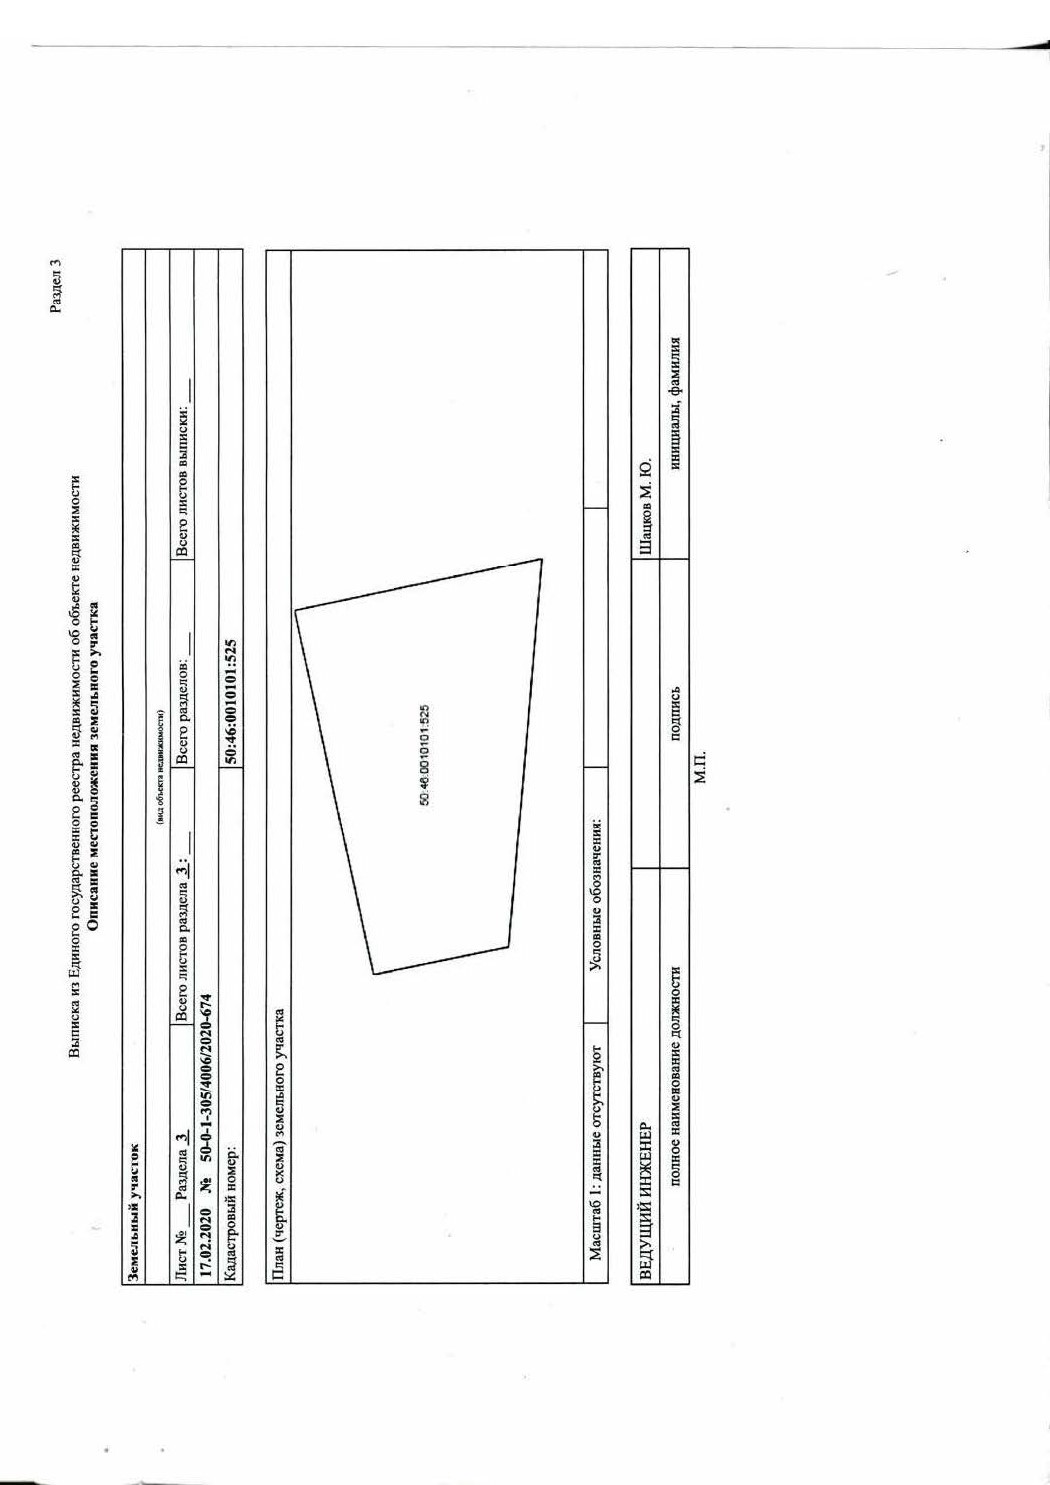 Раздел 3
Выписка из Единого государственного реестра недвижимости об объекте недвижимости
Описание местоположения земельного участка
Земельный участок
(вид объекта недвижимости)
Лист № ___ Раздела 3 Всего листов раздела 3 : ___ Всего разделов: ___ Всего листов выписки: ___
17.02.2020 № 50-0-1-305/4006/2020-674
Кадастровый номер: 50:46:0010101:525
План (чертеж, схема) земельного участка
50:46:0010101:525
Масштаб 1: данные отсутствуют Условные обозначения:
ВЕДУЩИЙ ИНЖЕНЕР Шацков М. Ю.
полное наименование должности подпись инициалы, фамилия
М.П.